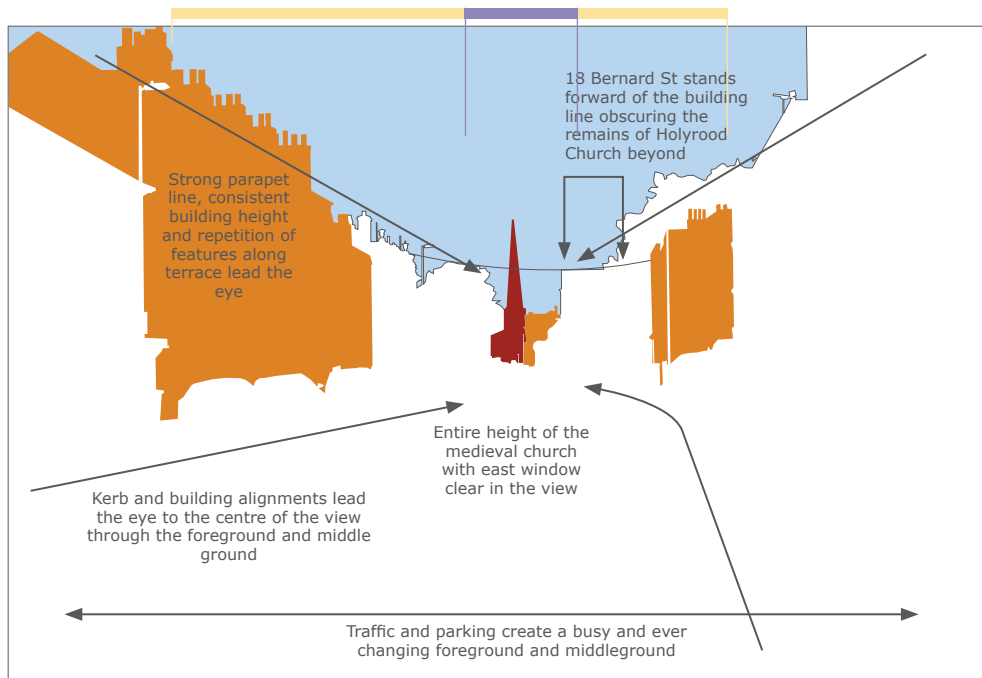 18 Bernard St stands
forward of the building
line obscuring the
remains of Holyrood
Church beyond
Strong parapet
line, consistent
building height
and repetition of
features along
terrace lead the
eye
Entire height of the
medieval church
with east window
clear in the view
Kerb and building alignments lead
the eye to the centre of the view
through the foreground and middle
ground
Traffic and parking create a busy and ever
changing foreground and middleground